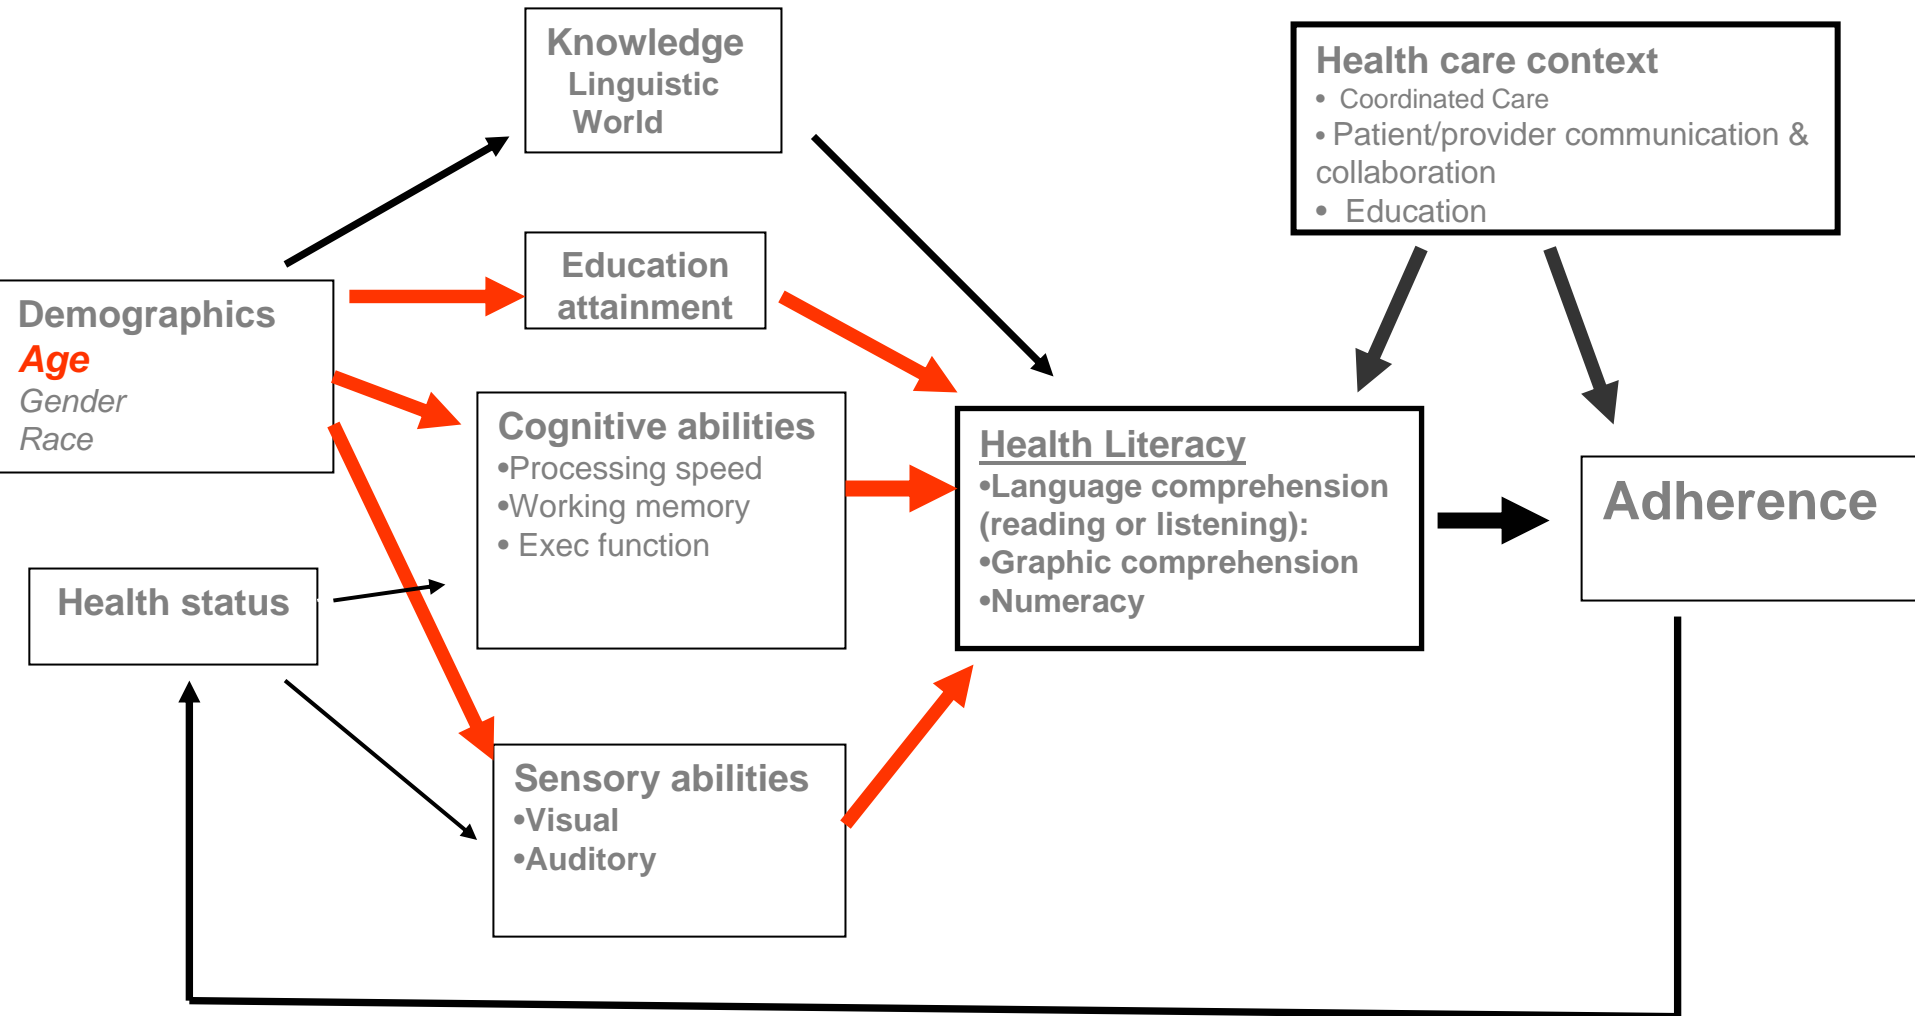 Knowledge
Linguistic
World
Health care context
• Coordinated Care
• Patient/provider communication &
collaboration
• Education
Education
attainment
Demographics
Age
Gender
Race
Cognitive abilities
•Processing speed
•Working memory
• Exec function
Health Literacy
•Language comprehension
(reading or listening):
•Graphic comprehension
•Numeracy
Adherence
Health status
Sensory abilities
•Visual
•Auditory